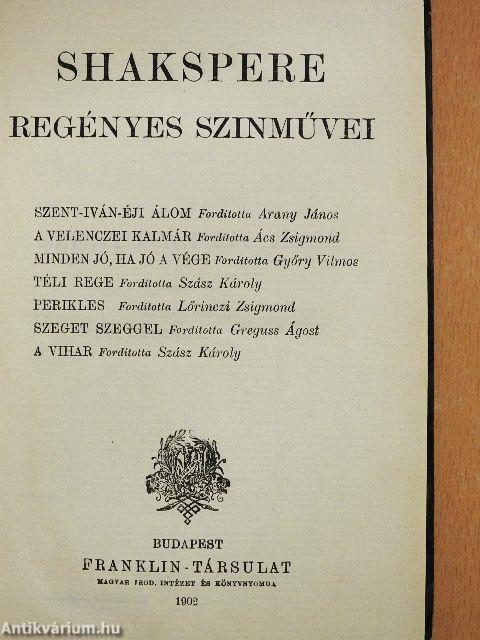 SHAKSPERE
REGÉNYES SZINMŰVEI
SZENT-IVÁN-ÉJI ÁLOM Forditotta Arany János
A VELENCZEI KALMÁR Forditotta Ács Zsigmond
MINDEN JÓ, HA JÓ A VÉGE Forditotta Győry Vilmos
TÉLI REGE Forditotta Szász Károly
PERIKLES Forditotta Lőrinczi Zsigmond
SZEGET SZEGGEL Forditotta Greguss Ágost
A VIHAR Forditotta Szász Károly
BUDAPEST
FRANKLIN-TÁRSULAT
MAGYAR IROD. INTÉZET ÉS KÖNYVNYOMDA
1902
Antikvárium.hu